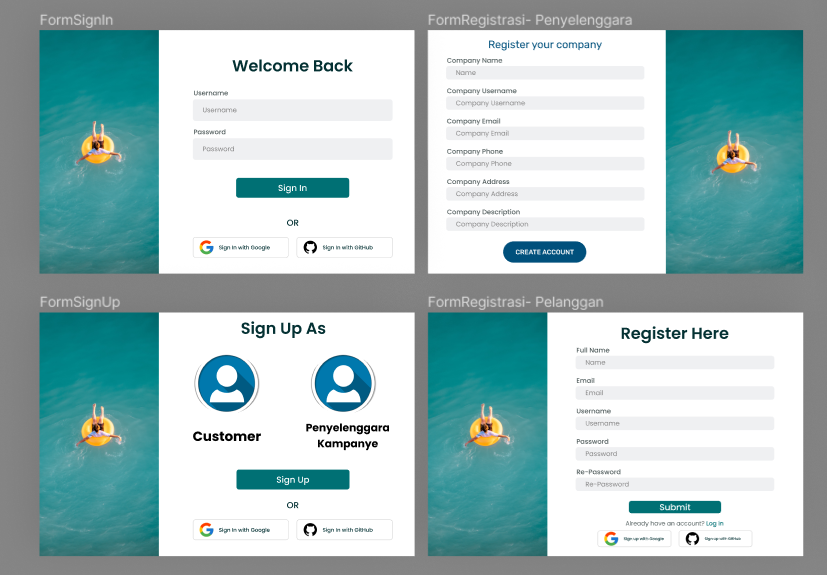 FormSignIn
Welcome Back
Username
Username
Password
Password
Sign In
OR
Sign In with Google
Sign In with GitHub
FormRegistrasi- Penyelenggara
Register your company
Company Name
Name
Company Username
Company Username
Company Email
Company Email
Company Phone
Company Phone
Company Address
Company Address
Company Description
Company Description
CREATE ACCOUNT
FormSignUp
Sign Up As
Customer
Penyelenggara
Kampanye
Sign Up
OR
Sign In with Google
Sign In with GitHub
FormRegistrasi- Pelanggan
Register Here
Full Name
Name
Email
Email
Username
Username
Password
Password
Re-Password
Re-Password
Submit
Already have an account? Log in
Sign up with Google
Sign up with GitHub